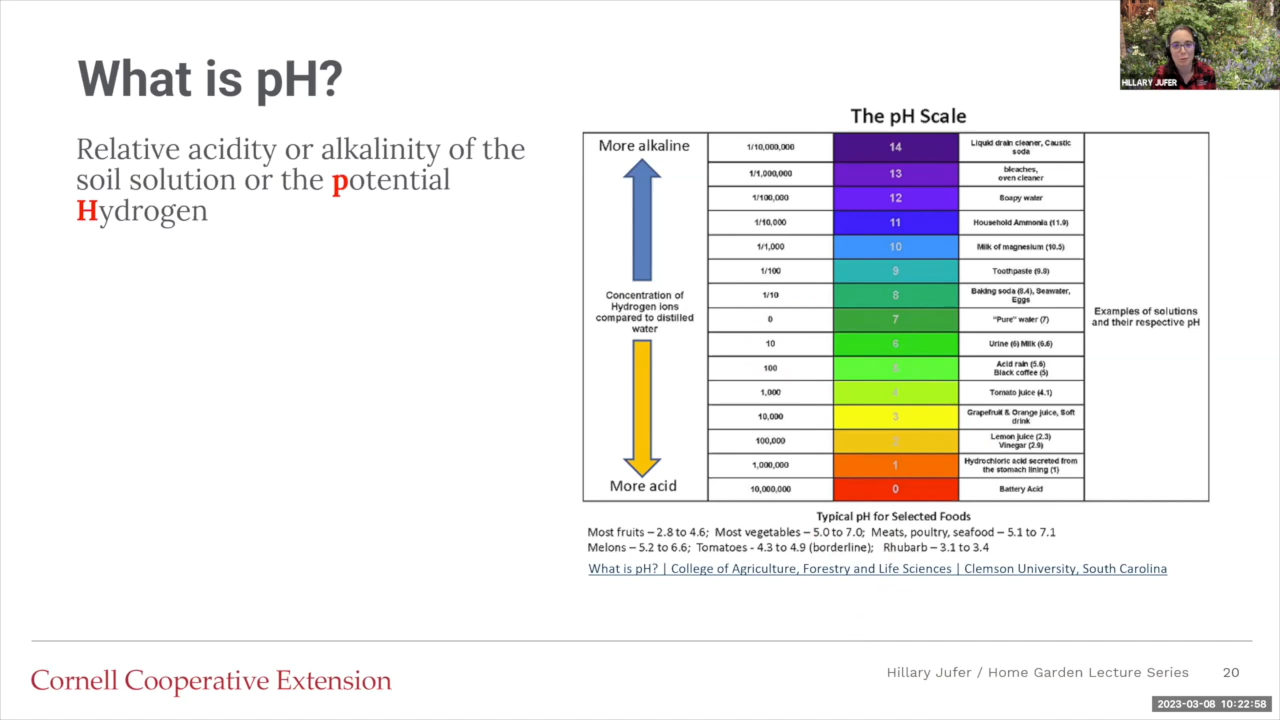 What is pH?
HILLARY JUFER
Relative acidity or alkalinity of the
soil solution or the potential
Hydrogen
The pH Scale
More alkaline
Concentration of
Hydrogen ions
compared to distilled
water
More acid
1/10,000,000 14 Liquid drain cleaner, Caustic
soda
1/1,000,000 13 bleaches,
oven cleaner
1/100,000 12 Soapy water
1/10,000 11 Household Ammonia (11.9)
1/1,000 10 Milk of magnesium (10.5)
1/100 9 Toothpaste (9.9)
1/10 8 Baking soda (8.4), Seawater,
Eggs
0 7 "Pure" water (7)
10 6 Urine (6) Milk (6.6)
100 5 Acid rain (5.6)
Black coffee (5)
1,000 4 Tomato juice (4.1)
10,000 3 Grapefruit & Orange juice, Soft
drink
100,000 2 Lemon juice (2.3)
Vinegar (2.9)
1,000,000 1 Hydrochloric acid secreted from
the stomach lining (1)
10,000,000 0 Battery Acid
Examples of solutions
and their respective pH
Typical pH for Selected Foods
Most fruits – 2.8 to 4.6; Most vegetables – 5.0 to 7.0; Meats, poultry, seafood – 5.1 to 7.1
Melons – 5.2 to 6.6; Tomatoes - 4.3 to 4.9 (borderline); Rhubarb – 3.1 to 3.4
What is pH? | College of Agriculture, Forestry and Life Sciences | Clemson University, South Carolina
Cornell Cooperative Extension
Hillary Jufer / Home Garden Lecture Series 20
2023-03-08 10:22:58